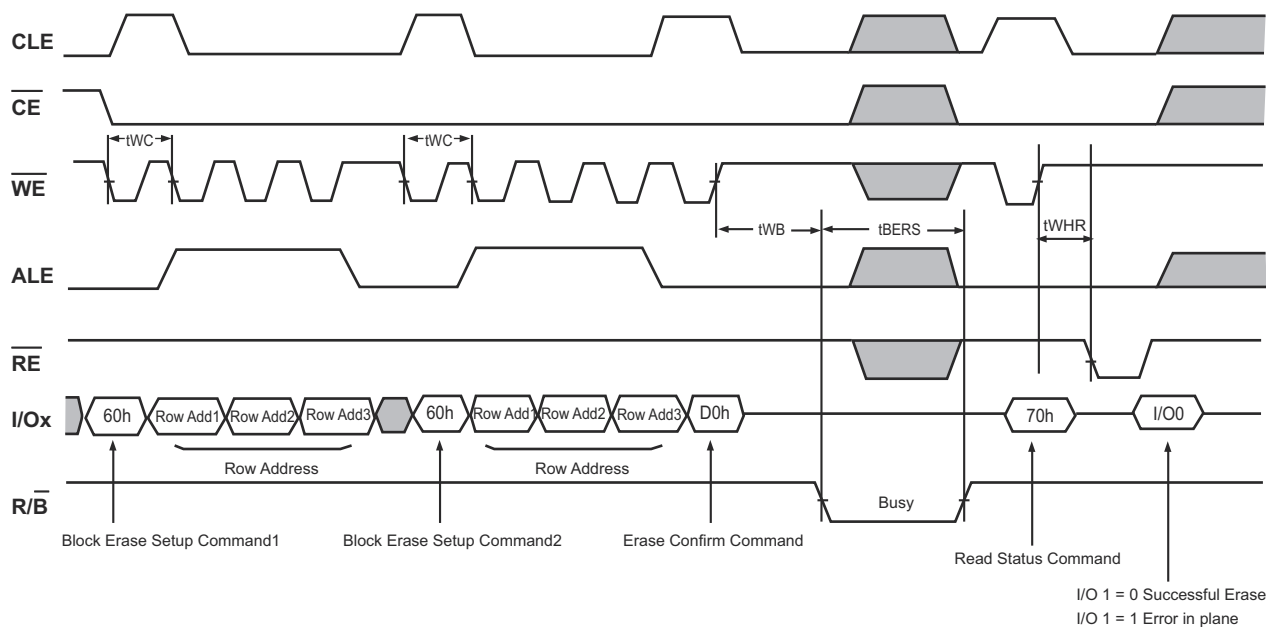 CLE
CE
tWC
tWC
WE
tWB
tBERS
tWHR
ALE
RE
I/Ox
60h
Row Add1
Row Add2
Row Add3
60h
Row Add1
Row Add2
Row Add3
D0h
70h
I/O0
Row Address
Row Address
R/B
Busy
Block Erase Setup Command1
Block Erase Setup Command2
Erase Confirm Command
Read Status Command
I/O 1 = 0 Successful Erase
I/O 1 = 1 Error in plane